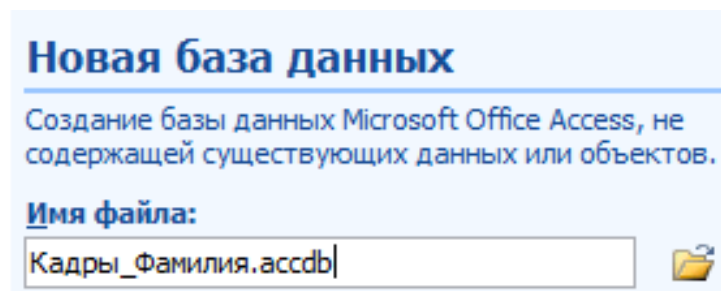 Новая база данных
Создание базы данных Microsoft Office Access, не
содержащей существующих данных или объектов.
Имя файла:
Кадры_Фамилия.accdb